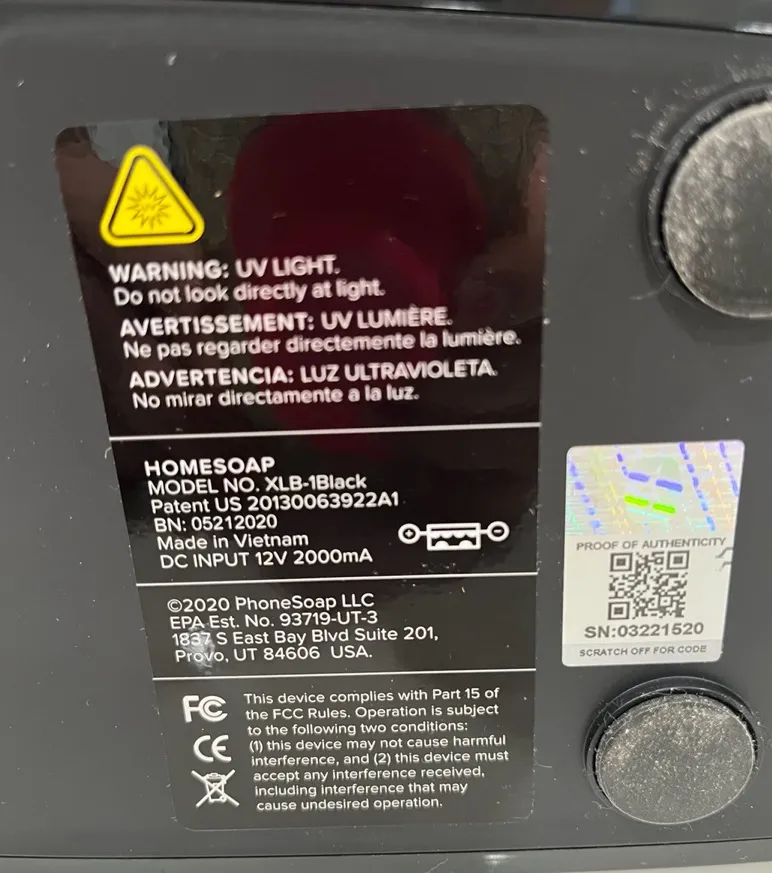 WARNING: UV LIGHT.
Do not look directly at light.
AVERTISSEMENT: UV LUMIÈRE.
Ne pas regarder directemente la lumière.
ADVERTENCIA: LUZ ULTRAVIOLETA.
No mirar directamente a la luz.
HOMESOAP
MODEL NO. XLB-1Black
Patent US 20130063922A1
BN: 05212020
Made in Vietnam
DC INPUT 12V 2000mA
©2020 PhoneSoap LLC
EPA Est. No. 93719-UT-3
1837 S East Bay Blvd Suite 201,
Provo, UT 84606 USA.
FC
CE
This device complies with Part 15 of
the FCC Rules. Operation is subject
to the following two conditions:
(1) this device may not cause harmful
interference, and (2) this device must
accept any interference received,
including interference that may
cause undesired operation.
PROOF OF AUTHENTICITY
SN:03221520
SCRATCH OFF FOR CODE